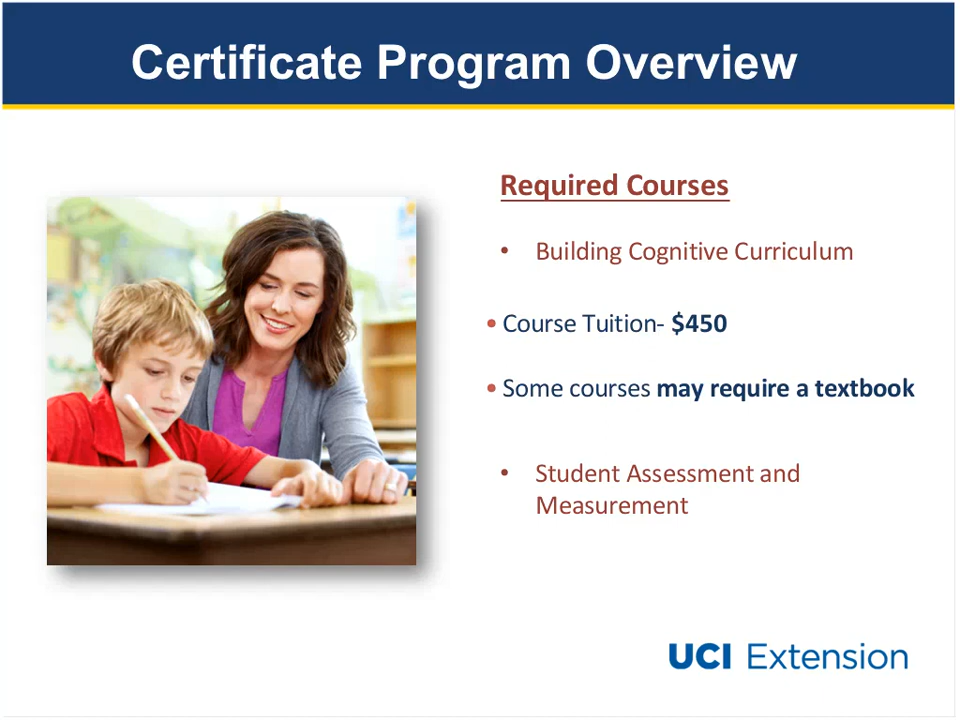 Certificate Program Overview
Required Courses
• Building Cognitive Curriculum
• Course Tuition- $450
• Some courses may require a textbook
• Student Assessment and
Measurement
UCI Extension